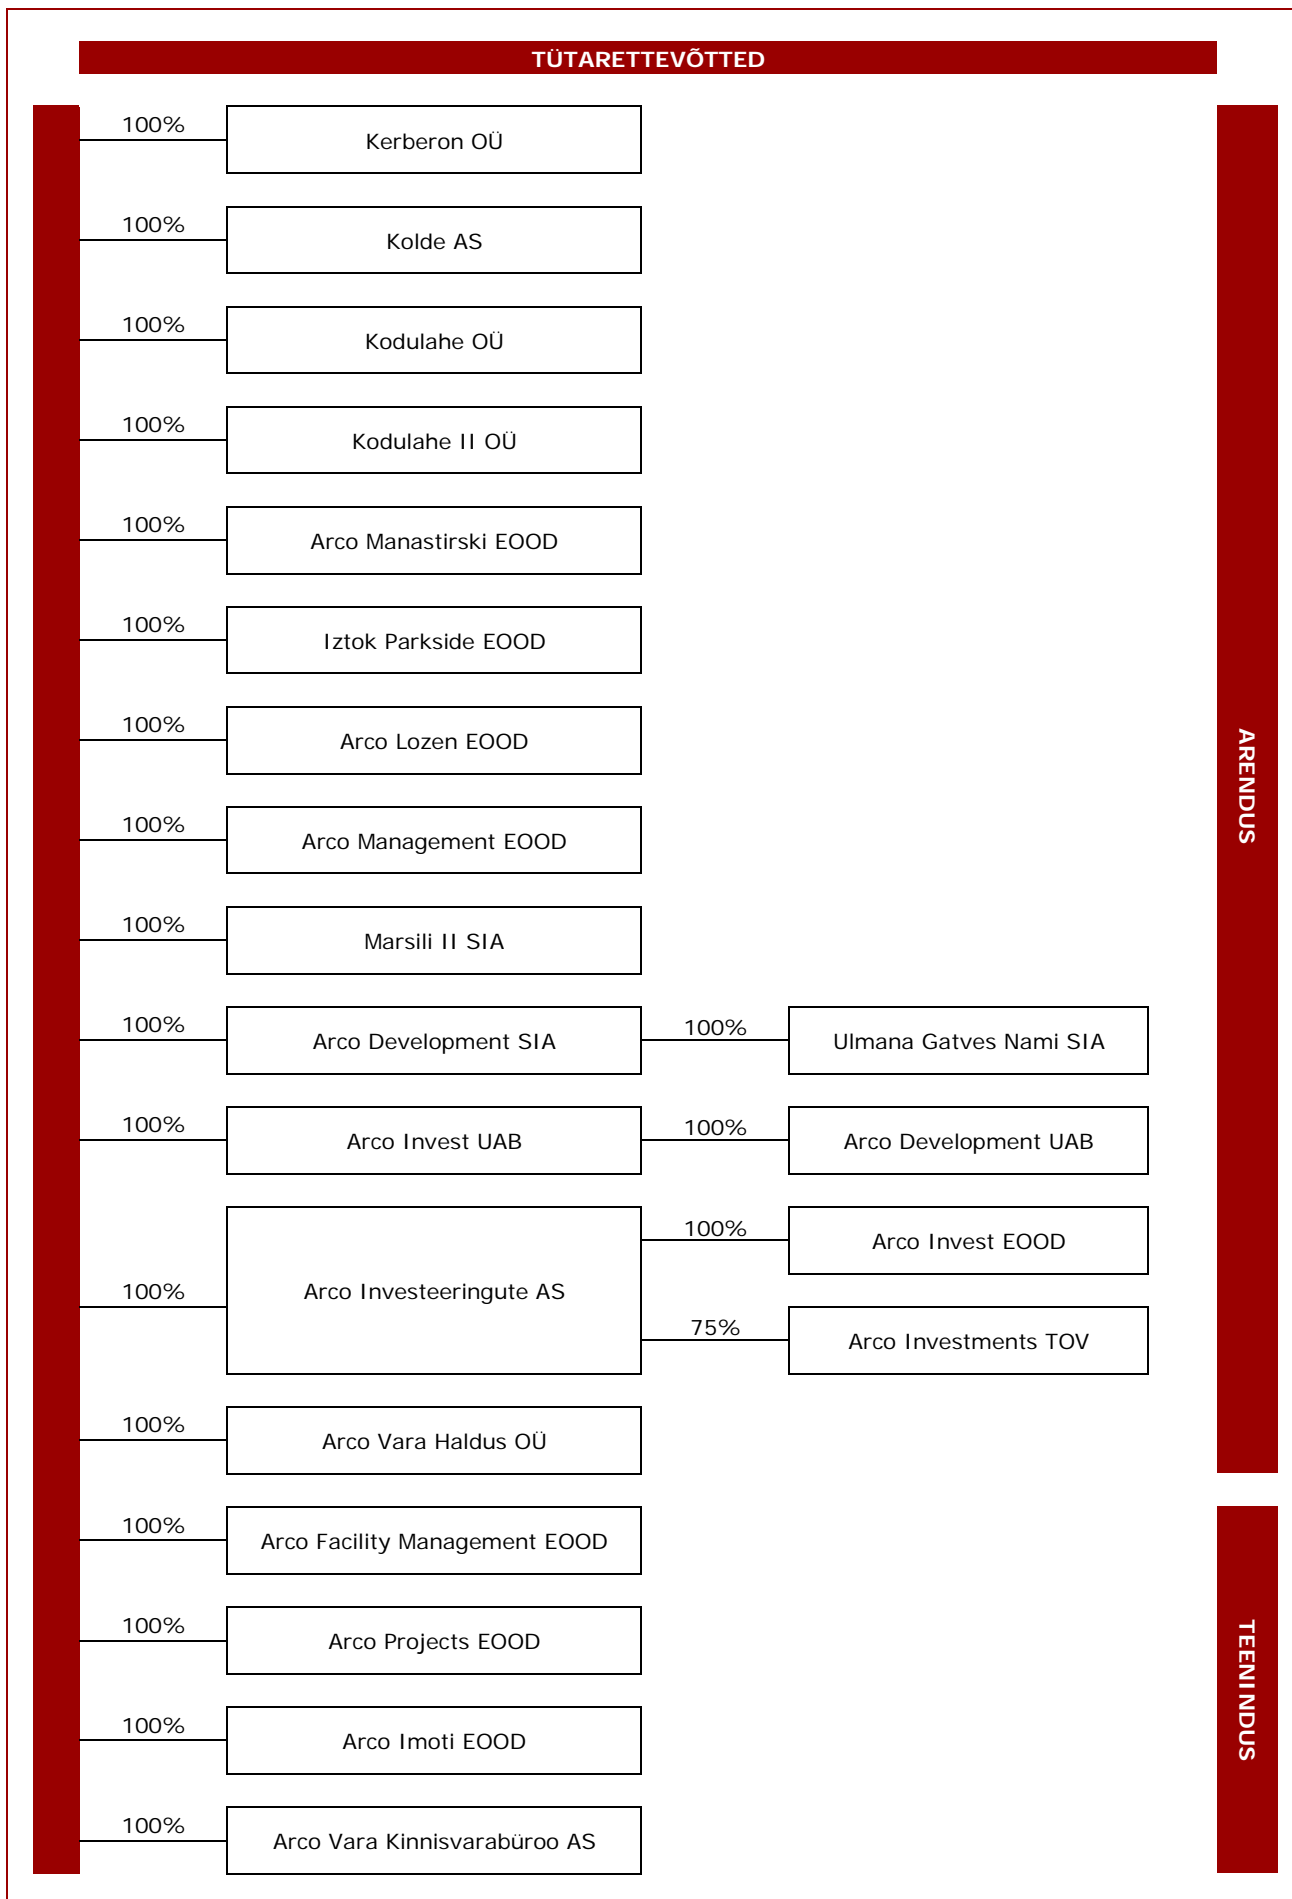 TÜTARETTEVÕTTED
100%
Kerberon OÜ
100%
Kolde AS
100%
Kodulahe OÜ
100%
Kodulahe II OÜ
100%
Arco Manastirski EOOD
100%
Iztok Parkside EOOD
100%
Arco Lozen EOOD
100%
Arco Management EOOD
100%
Marsili II SIA
100%
Arco Development SIA
100%
Ulmana Gatves Nami SIA
100%
Arco Invest UAB
100%
Arco Development UAB
100%
Arco Investeeringute AS
100%
Arco Invest EOOD
75%
Arco Investments TOV
100%
Arco Vara Haldus OÜ
ARENDUS
100%
Arco Facility Management EOOD
100%
Arco Projects EOOD
100%
Arco Imoti EOOD
100%
Arco Vara Kinnisvarabüroo AS
TEENINDUS